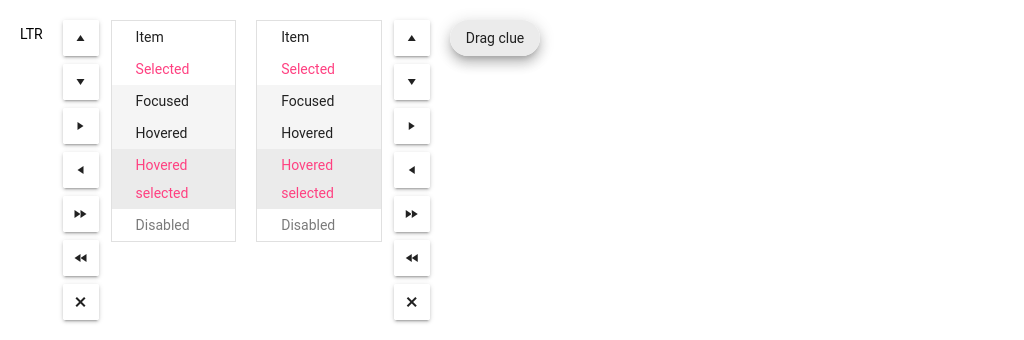 LTR
Item
Selected
Focused
Hovered
Hovered
selected
Disabled
Item
Selected
Focused
Hovered
Hovered
selected
Disabled
Drag clue